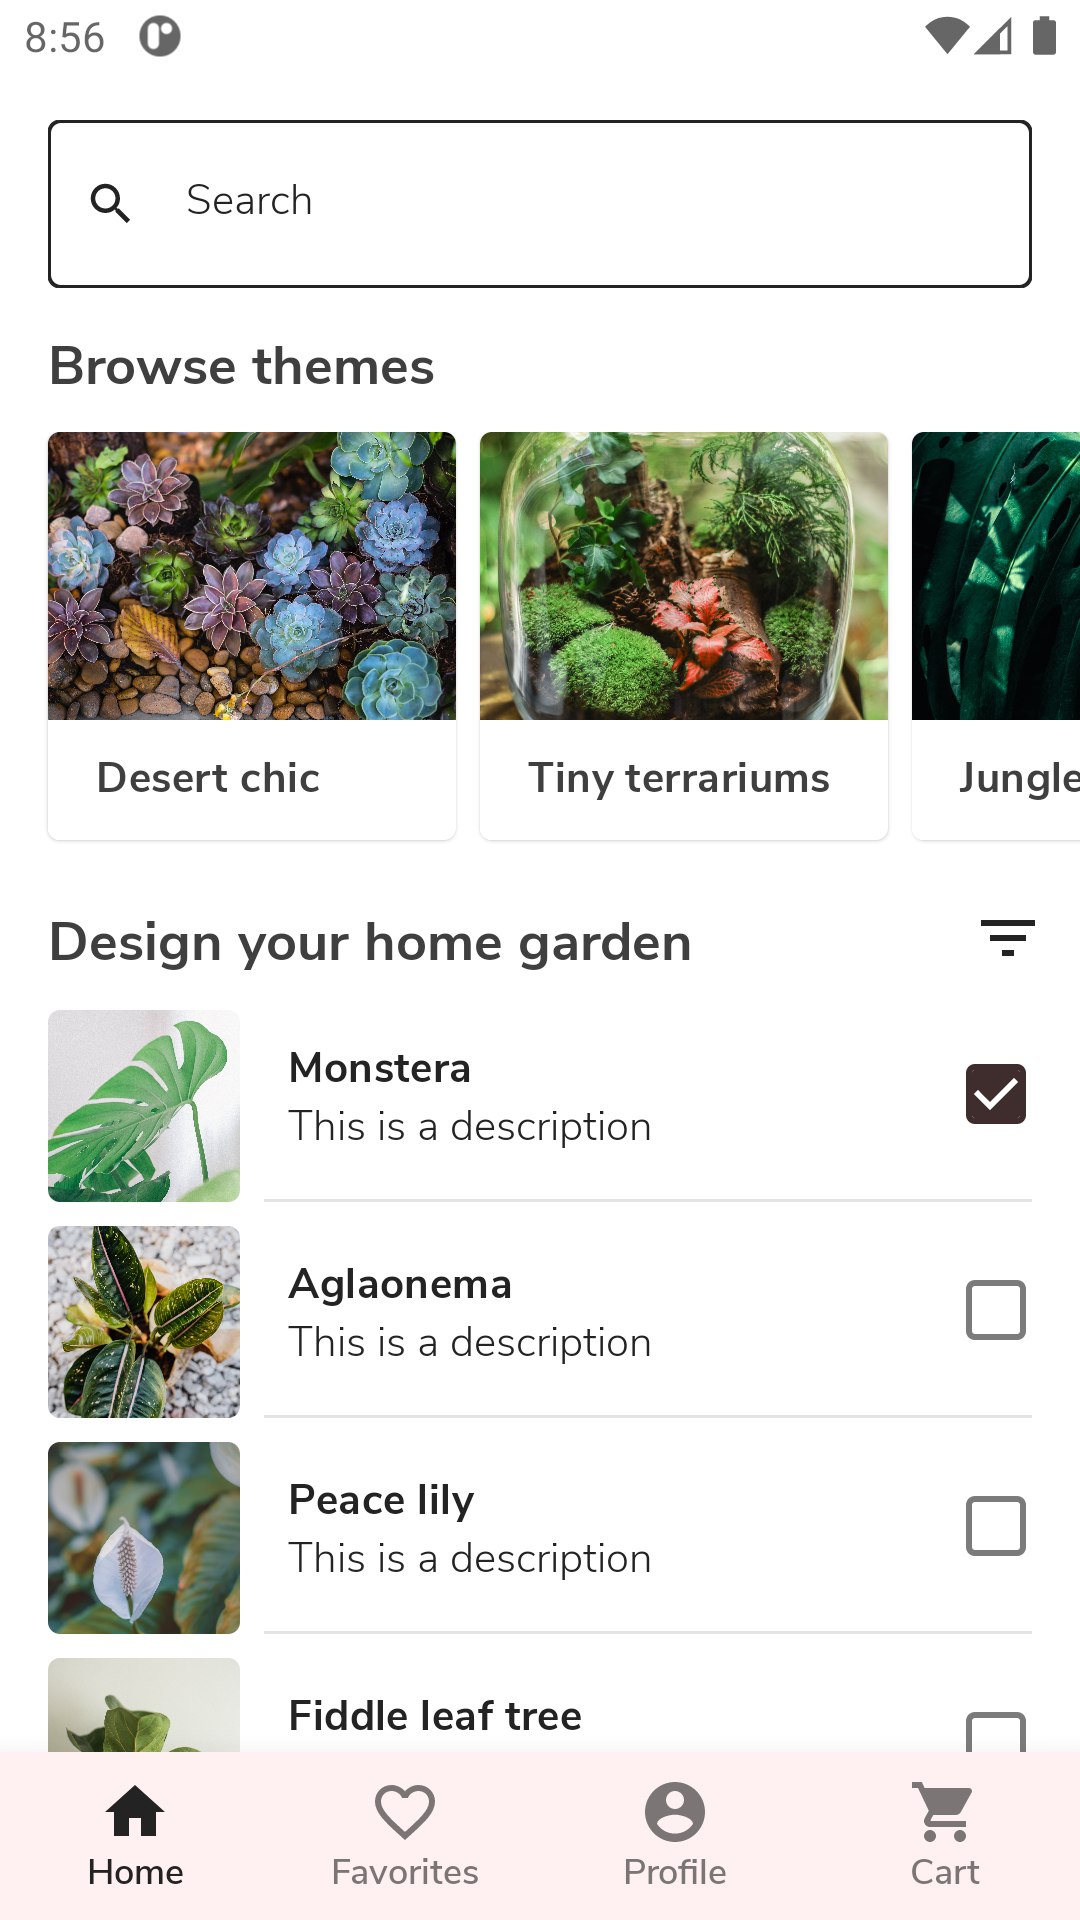 8:56
Search
Browse themes
Desert chic
Tiny terrariums
Jungle
Design your home garden
Monstera
This is a description
Aglaonema
This is a description
Peace lily
This is a description
Fiddle leaf tree
Home
Favorites
Profile
Cart